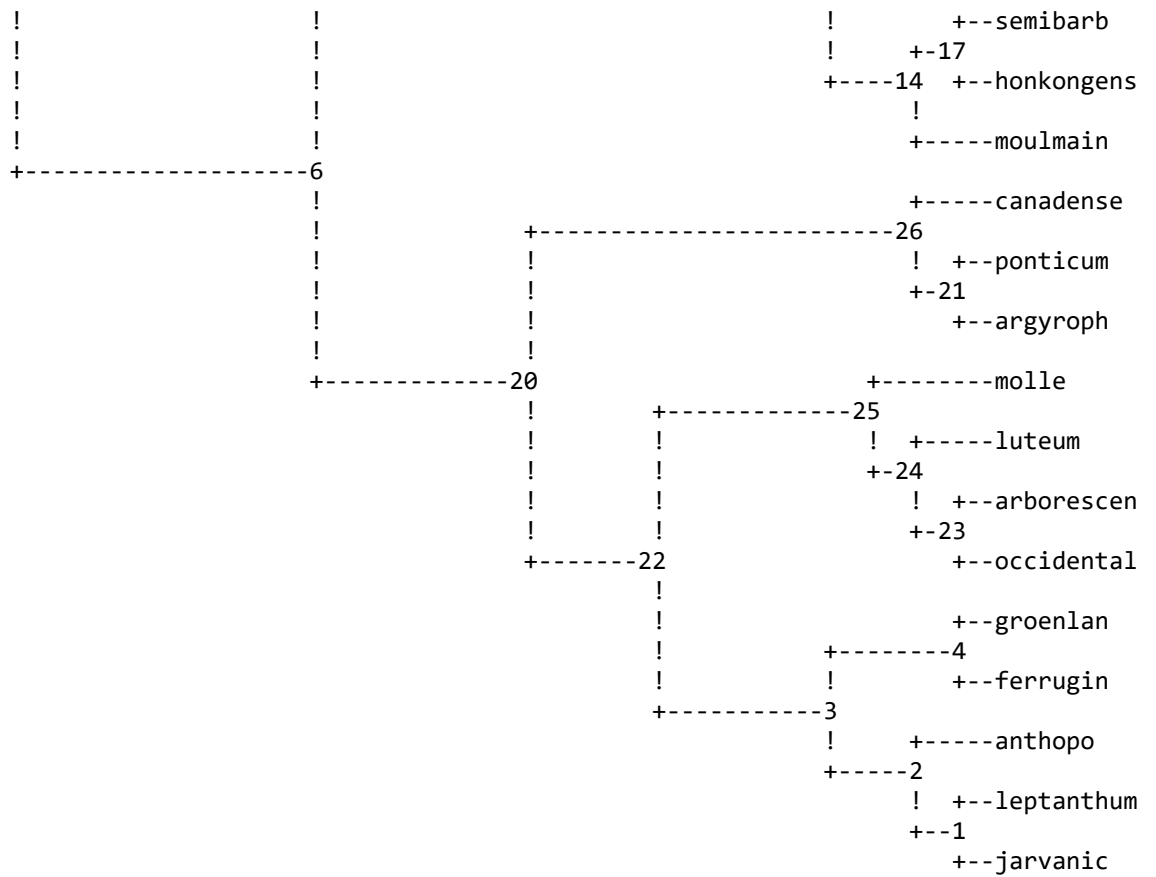 ! ! ! +--semibarb
! ! ! +-17
! ! +----14 +--honkongens
! ! !
! ! +-----moulmain
+--------------------6
! +-----canadense
! +------------------------26
! ! ! +--ponticum
! ! +-21
! ! +--argyroph
! !
+-------------20 +--------molle
! +-------------25
! ! ! +-----luteum
! ! +-24
! ! ! +--arborescen
! ! +-23
+-------22 +--occidental
!
! +--groenlan
! +--------4
! ! +--ferrugin
+-----------3
! +-----anthopo
+-----2
! +--leptanthum
+--1
+--jarvanic